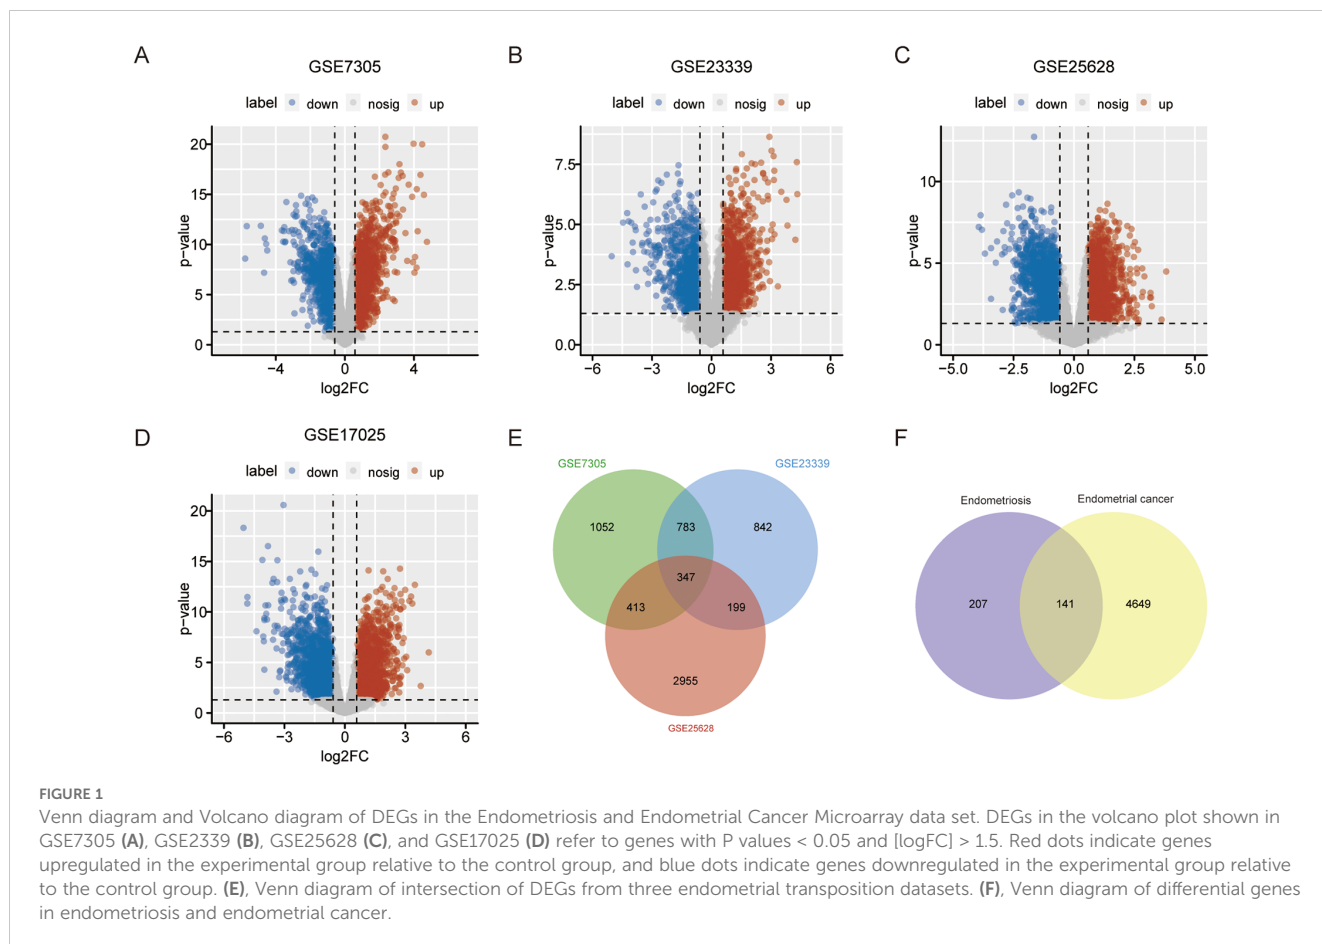 A
GSE7305
label down nosig up
20
15
10
5
0
p-value
−4 0 4
log2FC
B
GSE23339
label down nosig up
7.5
5.0
2.5
0.0
p-value
−6 −3 0 3 6
log2FC
C
GSE25628
label down nosig up
10
5
0
p-value
−5.0 −2.5 0.0 2.5 5.0
log2FC
D
GSE17025
label down nosig up
20
15
10
5
0
p-value
−6 −3 0 3 6
log2FC
E
GSE7305
GSE23339
1052
783
842
347
413
199
2955
GSE25628
F
Endometriosis
Endometrial cancer
207
141
4649
FIGURE 1
Venn diagram and Volcano diagram of DEGs in the Endometriosis and Endometrial Cancer Microarray data set. DEGs in the volcano plot shown in
GSE7305 (A), GSE2339 (B), GSE25628 (C), and GSE17025 (D) refer to genes with P values < 0.05 and [logFC] > 1.5. Red dots indicate genes
upregulated in the experimental group relative to the control group, and blue dots indicate genes downregulated in the experimental group relative
to the control group. (E), Venn diagram of intersection of DEGs from three endometrial transposition datasets. (F), Venn diagram of differential genes
in endometriosis and endometrial cancer.